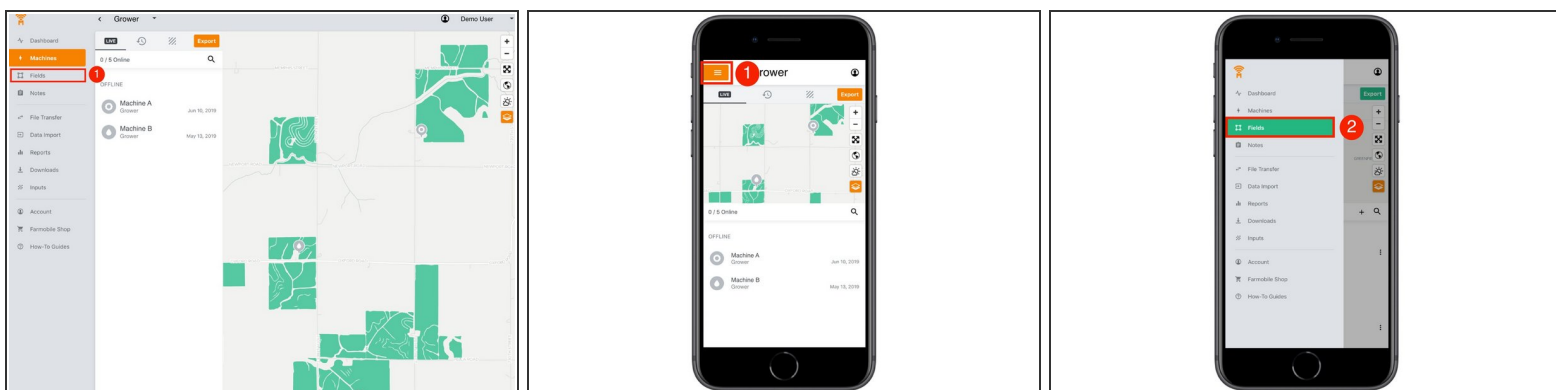 Grower
Demo User
Dashboard
Machines
Fields
1
Notes
File Transfer
Data Import
Reports
Downloads
Inputs
Account
Farmobile Shop
How-To Guides
LIVE
Export
0 / 5 Online
OFFLINE
Machine A
Grower
Jun 10, 2019
Machine B
Grower
May 13, 2019
1
rower
LIVE
Export
0 / 5 Online
OFFLINE
Machine A
Grower
Jun 10, 2019
Machine B
Grower
May 13, 2019
Dashboard
Export
Machines
Fields
2
Notes
File Transfer
Data Import
Reports
Downloads
Inputs
Account
Farmobile Shop
How-To Guides